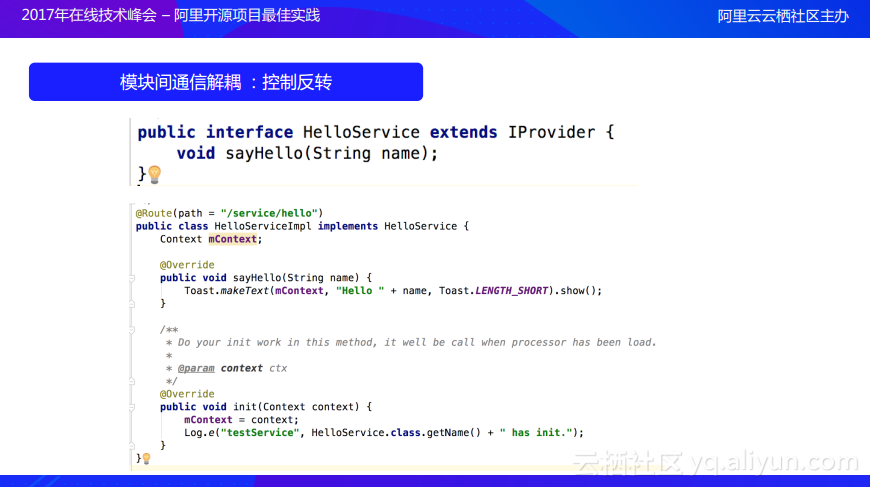 2017年在线技术峰会 – 阿里开源项目最佳实践
阿里云云栖社区主办
模块间通信解耦 ：控制反转
public interface HelloService extends IProvider {
    void sayHello(String name);
}
@Route(path = "/service/hello")
public class HelloServiceImpl implements HelloService {
    Context mContext;
    @Override
    public void sayHello(String name) {
        Toast.makeText(mContext, "Hello " + name, Toast.LENGTH_SHORT).show();
    }
    /**
     * Do your init work in this method, it well be call when processor has been load.
     *
     * @param context ctx
     */
    @Override
    public void init(Context context) {
        mContext = context;
        Log.e("testService", HelloService.class.getName() + " has init.");
    }
}
云栖社区 yq.aliyun.com